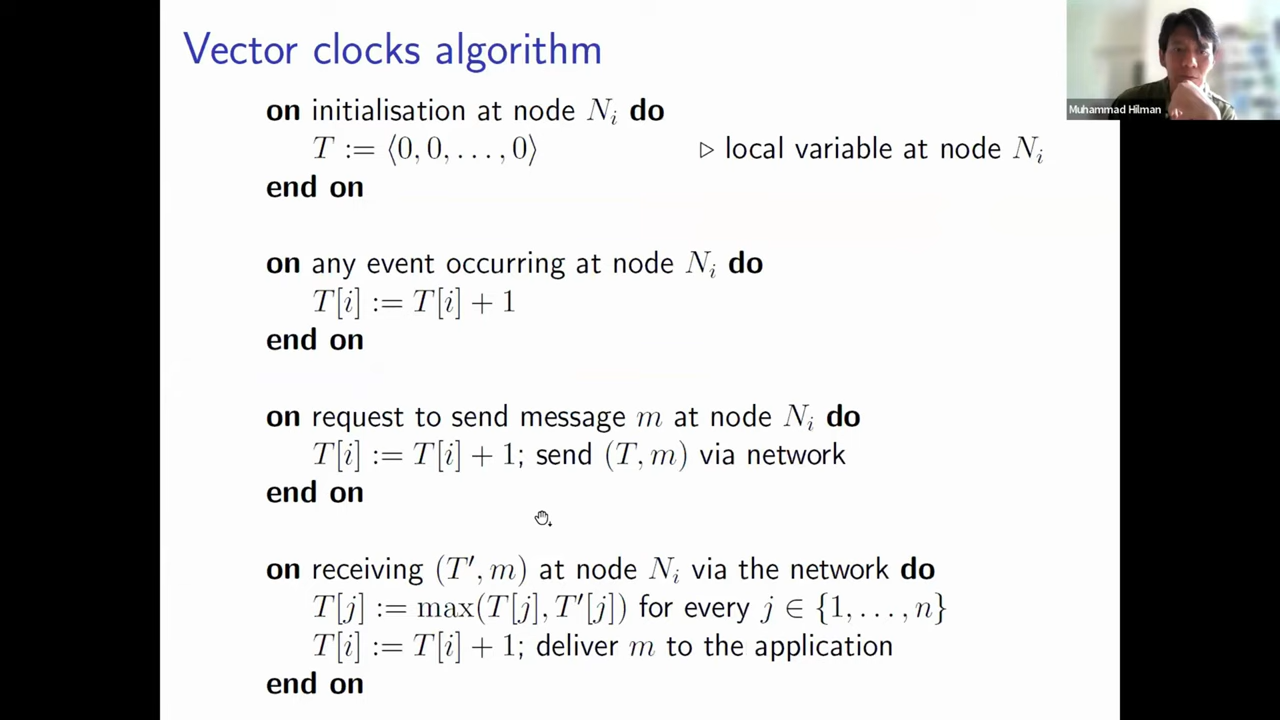 Vector clocks algorithm
Muhammad Hilman
on initialisation at node Nᵢ do
T := ⟨0, 0, . . . , 0⟩ ▷ local variable at node Nᵢ
end on
on any event occurring at node Nᵢ do
T[i] := T[i] + 1
end on
on request to send message m at node Nᵢ do
T[i] := T[i] + 1; send (T, m) via network
end on
on receiving (T′, m) at node Nᵢ via the network do
T[j] := max(T[j], T′[j]) for every j ∈ {1, . . . , n}
T[i] := T[i] + 1; deliver m to the application
end on